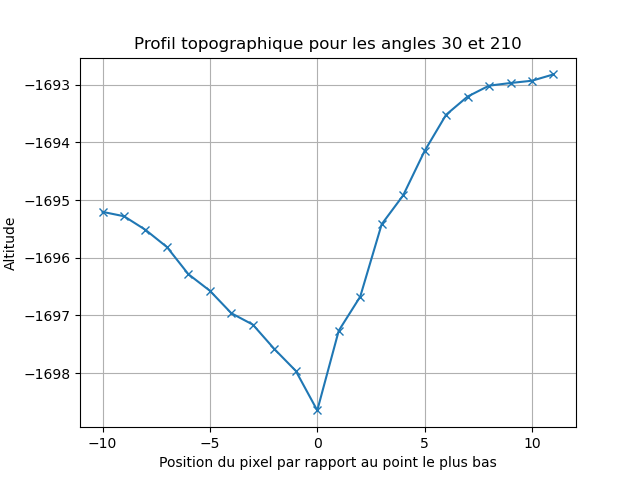 Profil topographique pour les angles 30 et 210
−1693
−1694
−1695
−1696
−1697
−1698
Altitude
−10 −5 0 5 10
Position du pixel par rapport au point le plus bas